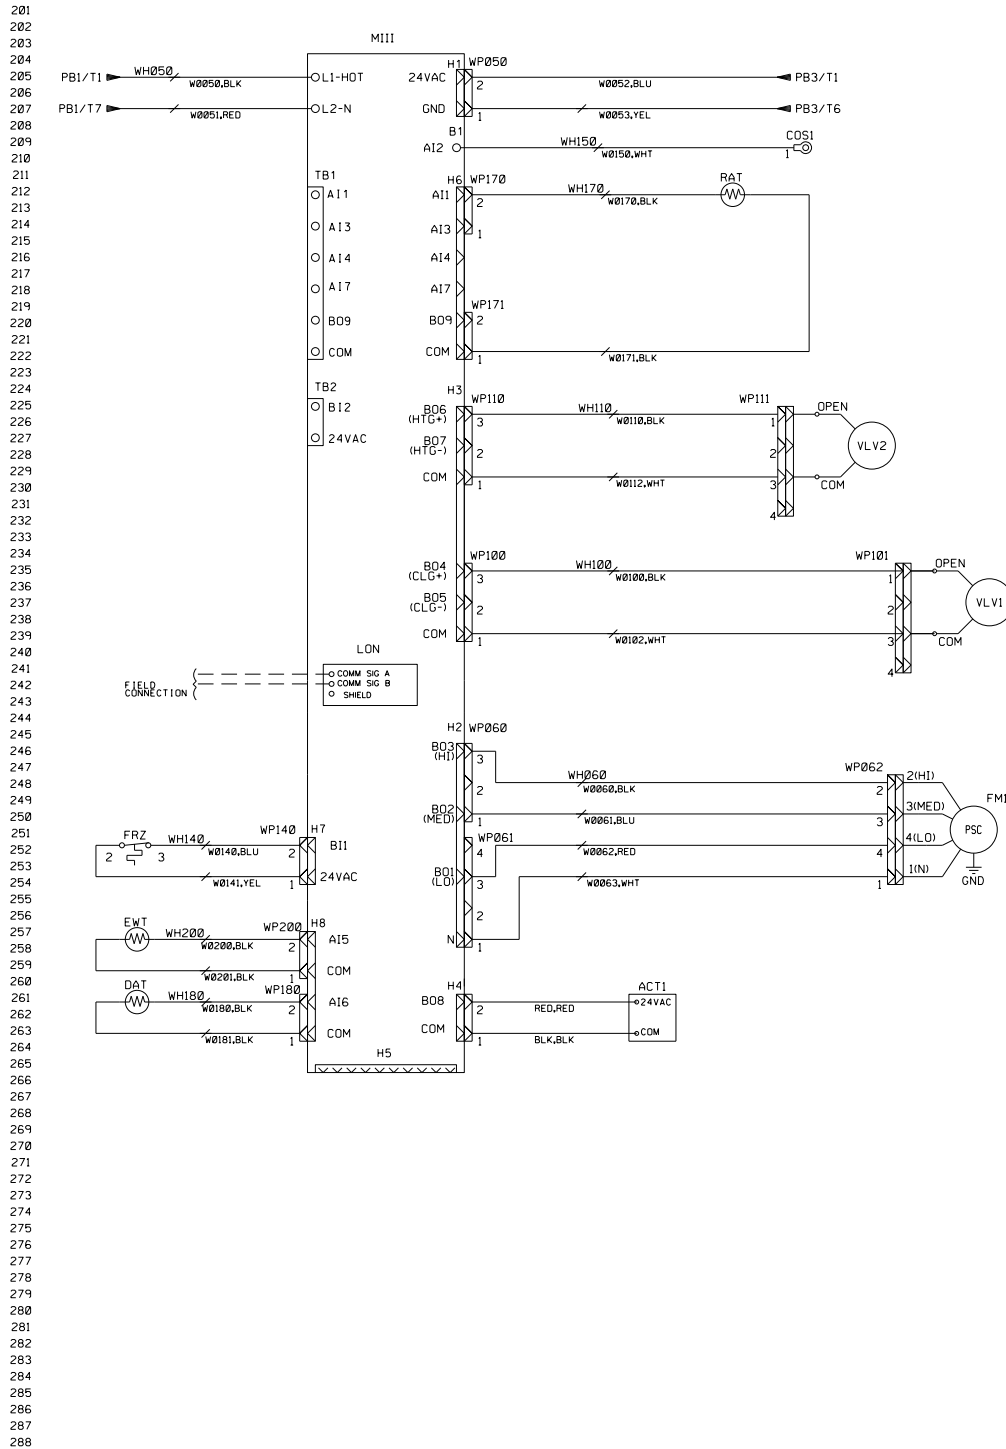 201
202
203
MIII
204
H1 WP050
205 PB1/T1 WH050 W0050,BLK L1-HOT 24VAC 2 W0052,BLU PB3/T1
206
207 PB1/T7 W0051,RED L2-N GND 1 W0053,YEL PB3/T6
208
B1 COS1
209 AI2 WH150 W0150,WHT 1
210
211
TB1 H6 WP170 RAT
212 AI1 AI1 2 WH170 W0170,BLK
213
214 AI3 AI3 1
215
216 AI4 AI4
217
218 AI7 AI7
219
WP171
220 BO9 BO9 2
221
222 COM COM 1 W0171,BLK
223
224
TB2 H3 WP110 WP111
225 BI2 BO6 (HTG+) 3 WH110 W0110,BLK 1 OPEN
226
227 24VAC BO7 (HTG-) 2 2 VLV2
228
229 COM 1 W0112,WHT 3 COM
230
231
232 4
233
234
WP100 WP101
235 BO4 (CLG+) 3 WH100 W0100,BLK 1 OPEN
236
237 BO5 (CLG-) 2 2 VLV1
238
239 COM 1 W0102,WHT 3 COM
240
LON
241 COMM SIG A 4
242 FIELD CONNECTION COMM SIG B
243 SHIELD
244
245
H2 WP060
246 BO3 (HI) 3
247
WP062
248 2 WH060 W0060,BLK 2 2(HI)
249
FM1
250 BO2 (MED) 1 W0061,BLU 3 3(MED)
251
PSC
FRZ WP140 H7 WP061
252 2 3 WH140 W0140,BLU 2 BI1 4 W0062,RED 4 4(LO)
253
254 W0141,YEL 1 24VAC BO1 (LO) 3 W0063,WHT 1 1(N) GND
255
256 2
EWT WP200 H8
257 WH200 2 AI5 N 1
258 W0200,BLK
259 W0201,BLK 1 COM
260
DAT WP180 H4 ACT1
261 WH180 2 AI6 BO8 2 RED,RED 24VAC
262 W0180,BLK
263 W0181,BLK 1 COM COM 1 BLK,BLK COM
264
H5
265
266
267
268
269
270
271
272
273
274
275
276
277
278
279
280
281
282
283
284
285
286
287
288